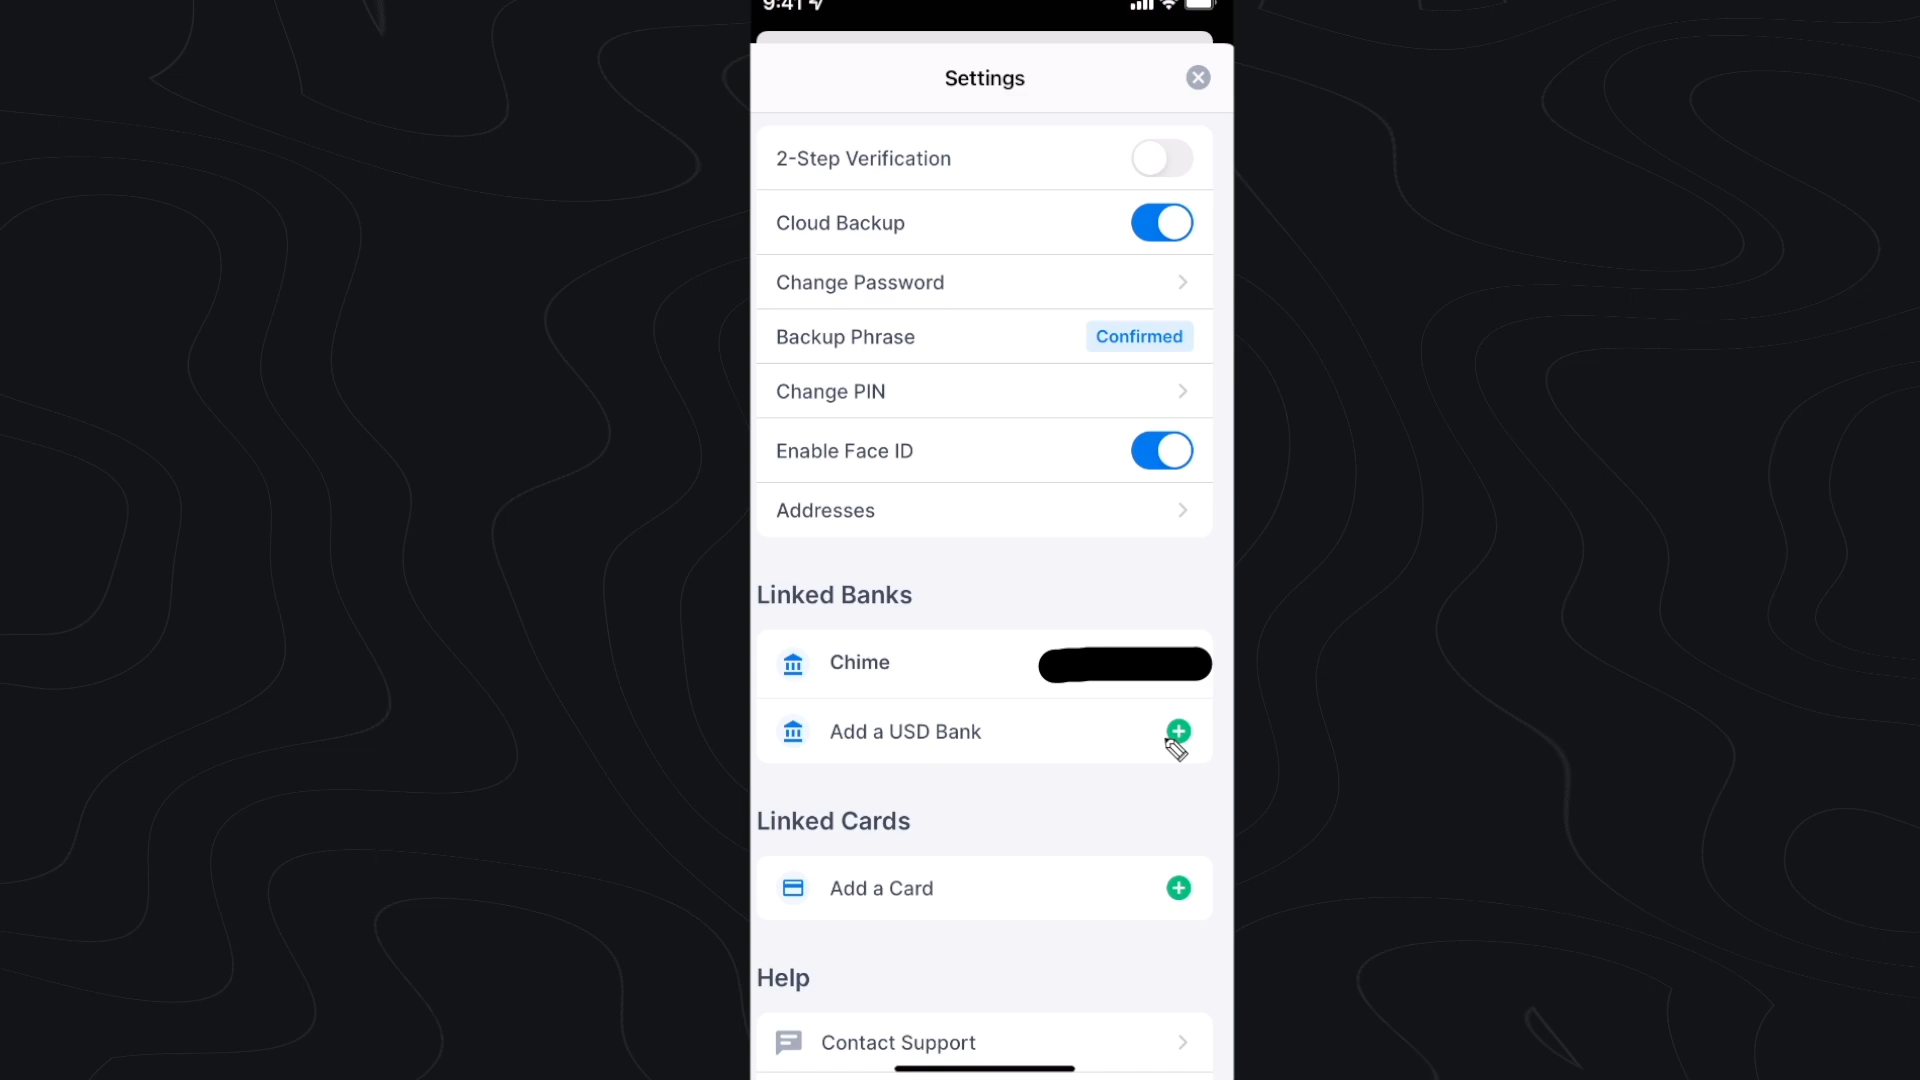 9:41
Settings
2-Step Verification
Cloud Backup
Change Password
Backup Phrase
Confirmed
Change PIN
Enable Face ID
Addresses
Linked Banks
Chime
Add a USD Bank
Linked Cards
Add a Card
Help
Contact Support